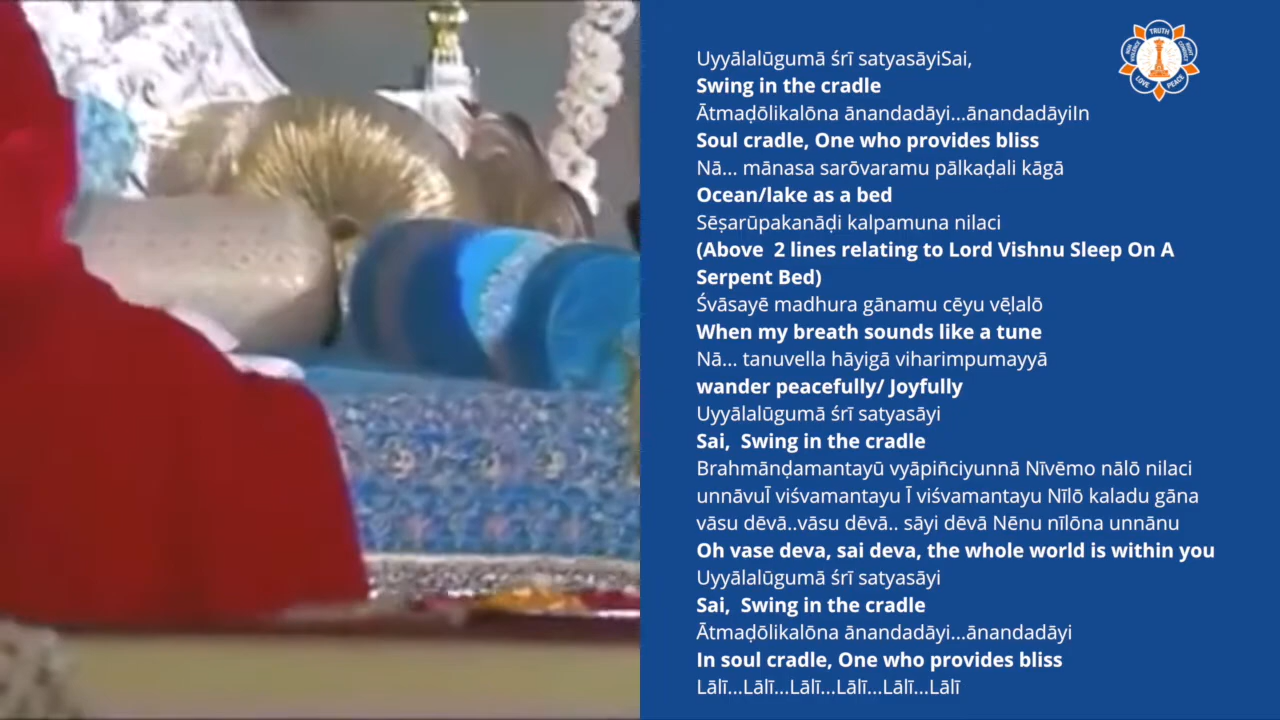 Uyyālalūgumā śrī satyasāyiSai,
Swing in the cradle
Ātmaḍōlikalōna ānandadāyi...ānandadāyiIn
Soul cradle, One who provides bliss
Nā... mānasa sarōvaramu pālkaḍali kāgā
Ocean/lake as a bed
Sēṣarūpakanāḍi kalpamuna nilaci
(Above  2 lines relating to Lord Vishnu Sleep On A
Serpent Bed)
Śvāsayē madhura gānamu cēyu vēḷalō
When my breath sounds like a tune
Nā... tanuvella hāyigā viharimpumayyā
wander peacefully/ Joyfully
Uyyālalūgumā śrī satyasāyi
Sai,  Swing in the cradle
Brahmāṇḍamantayū vyāpiñciyunnā Nīvēmo nālō nilaci
unnāvuĪ viśvamantayu Ī viśvamantayu Nīlō kaladu gāna
vāsu dēvā..vāsu dēvā.. sāyi dēvā Nēnu nīlōna unnānu
Oh vase deva, sai deva, the whole world is within you
Uyyālalūgumā śrī satyasāyi
Sai,  Swing in the cradle
Ātmaḍōlikalōna ānandadāyi...ānandadāyi
In soul cradle, One who provides bliss
Lālī...Lālī...Lālī...Lālī...Lālī...Lālī
TRUTH
RIGHT CONDUCT
PEACE
LOVE
NON VIOLENCE